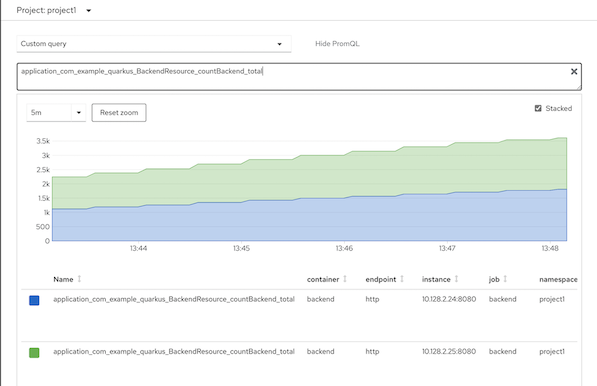 Project: project1
Custom query
Hide PromQL
application_com_example_quarkus_BackendResource_countBackend_total
5m
Reset zoom
Stacked
3.5k
3k
2.5k
2k
1.5k
1k
500
0
13:44 13:45 13:46 13:47 13:48
Name container endpoint instance job namespace
application_com_example_quarkus_BackendResource_countBackend_total backend http 10.128.2.24:8080 backend project1
application_com_example_quarkus_BackendResource_countBackend_total backend http 10.128.2.25:8080 backend project1